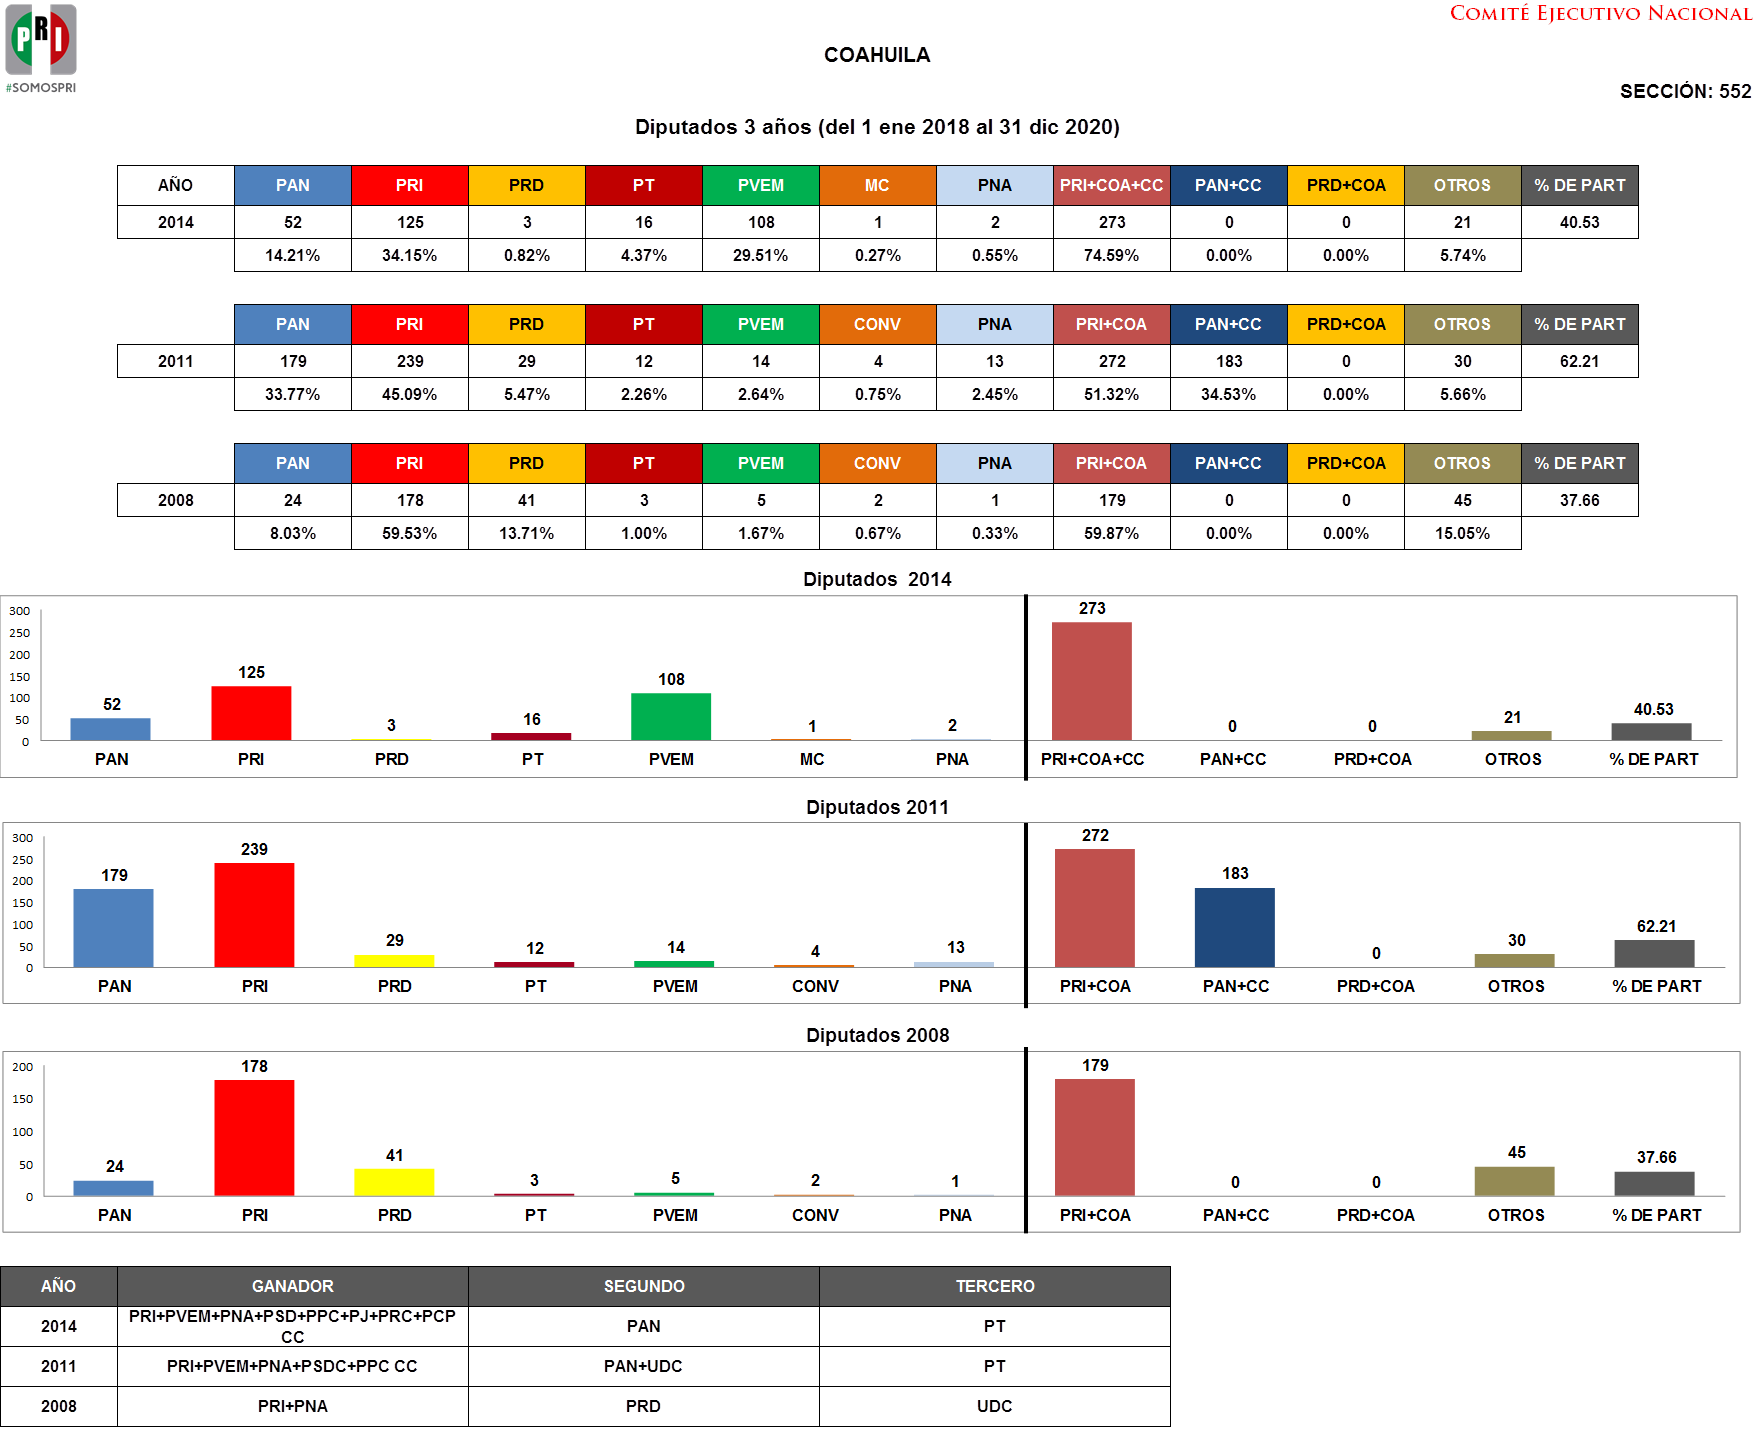 PRI
#SOMOSPRI
COMITÉ EJECUTIVO NACIONAL
COAHUILA
SECCIÓN: 552
Diputados 3 años (del 1 ene 2018 al 31 dic 2020)
AÑO PAN PRI PRD PT PVEM MC PNA PRI+COA+CC PAN+CC PRD+COA OTROS % DE PART
2014 52 125 3 16 108 1 2 273 0 0 21 40.53
14.21% 34.15% 0.82% 4.37% 29.51% 0.27% 0.55% 74.59% 0.00% 0.00% 5.74%
PAN PRI PRD PT PVEM CONV PNA PRI+COA PAN+CC PRD+COA OTROS % DE PART
2011 179 239 29 12 14 4 13 272 183 0 30 62.21
33.77% 45.09% 5.47% 2.26% 2.64% 0.75% 2.45% 51.32% 34.53% 0.00% 5.66%
PAN PRI PRD PT PVEM CONV PNA PRI+COA PAN+CC PRD+COA OTROS % DE PART
2008 24 178 41 3 5 2 1 179 0 0 45 37.66
8.03% 59.53% 13.71% 1.00% 1.67% 0.67% 0.33% 59.87% 0.00% 0.00% 15.05%
Diputados 2014
300
250
200
150
100
50
0
52 125 3 16 108 1 2 273 0 0 21 40.53
PAN PRI PRD PT PVEM MC PNA PRI+COA+CC PAN+CC PRD+COA OTROS % DE PART
Diputados 2011
300
250
200
150
100
50
0
179 239 29 12 14 4 13 272 183 0 30 62.21
PAN PRI PRD PT PVEM CONV PNA PRI+COA PAN+CC PRD+COA OTROS % DE PART
Diputados 2008
200
150
100
50
0
24 178 41 3 5 2 1 179 0 0 45 37.66
PAN PRI PRD PT PVEM CONV PNA PRI+COA PAN+CC PRD+COA OTROS % DE PART
AÑO GANADOR SEGUNDO TERCERO
2014 PRI+PVEM+PNA+PSD+PPC+PJ+PRC+PCP CC PAN PT
2011 PRI+PVEM+PNA+PSDC+PPC CC PAN+UDC PT
2008 PRI+PNA PRD UDC